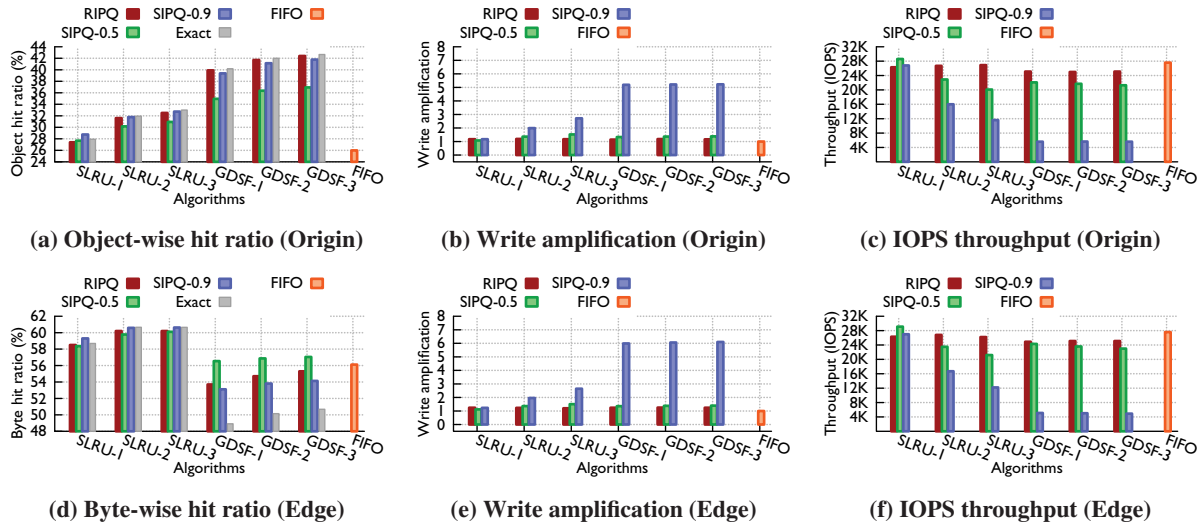 RIPQ SIPQ-0.9 FIFO
SIPQ-0.5 Exact
Object hit ratio (%)
44
42
40
38
36
34
32
30
28
26
24
SLRU-1 SLRU-2 SLRU-3 GDSF-1 GDSF-2 GDSF-3 FIFO
Algorithms
(a) Object-wise hit ratio (Origin)
RIPQ SIPQ-0.9
SIPQ-0.5 FIFO
Write amplification
8
7
6
5
4
3
2
1
0
SLRU-1 SLRU-2 SLRU-3 GDSF-1 GDSF-2 GDSF-3 FIFO
Algorithms
(b) Write amplification (Origin)
RIPQ SIPQ-0.9
SIPQ-0.5 FIFO
Throughput (IOPS)
32K
28K
24K
20K
16K
12K
8K
4K
SLRU-1 SLRU-2 SLRU-3 GDSF-1 GDSF-2 GDSF-3 FIFO
Algorithms
(c) IOPS throughput (Origin)
RIPQ SIPQ-0.9 FIFO
SIPQ-0.5 Exact
Byte hit ratio (%)
62
60
58
56
54
52
50
48
SLRU-1 SLRU-2 SLRU-3 GDSF-1 GDSF-2 GDSF-3 FIFO
Algorithms
(d) Byte-wise hit ratio (Edge)
RIPQ SIPQ-0.9
SIPQ-0.5 FIFO
Write amplification
8
7
6
5
4
3
2
1
0
SLRU-1 SLRU-2 SLRU-3 GDSF-1 GDSF-2 GDSF-3 FIFO
Algorithms
(e) Write amplification (Edge)
RIPQ SIPQ-0.9
SIPQ-0.5 FIFO
Throughput (IOPS)
32K
28K
24K
20K
16K
12K
8K
4K
SLRU-1 SLRU-2 SLRU-3 GDSF-1 GDSF-2 GDSF-3 FIFO
Algorithms
(f) IOPS throughput (Edge)